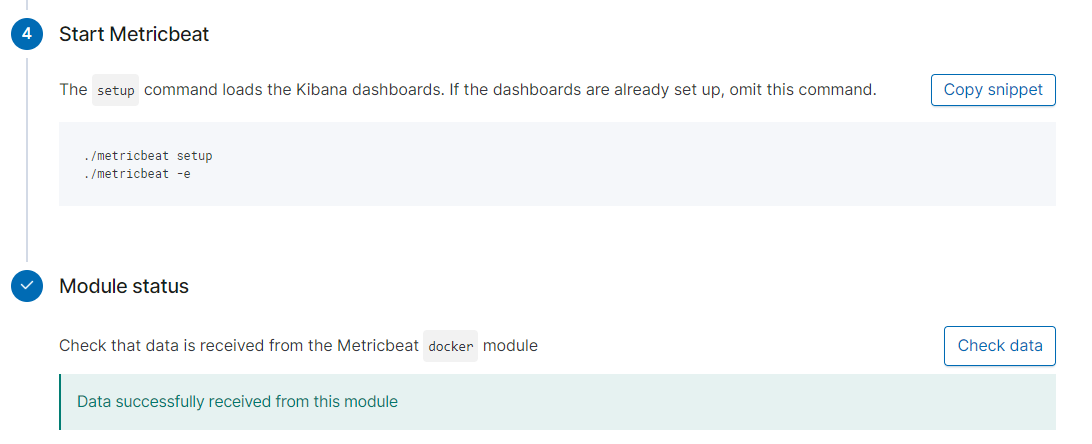 4 Start Metricbeat
The setup command loads the Kibana dashboards. If the dashboards are already set up, omit this command. Copy snippet
./metricbeat setup
./metricbeat -e
Module status
Check that data is received from the Metricbeat docker module Check data
Data successfully received from this module